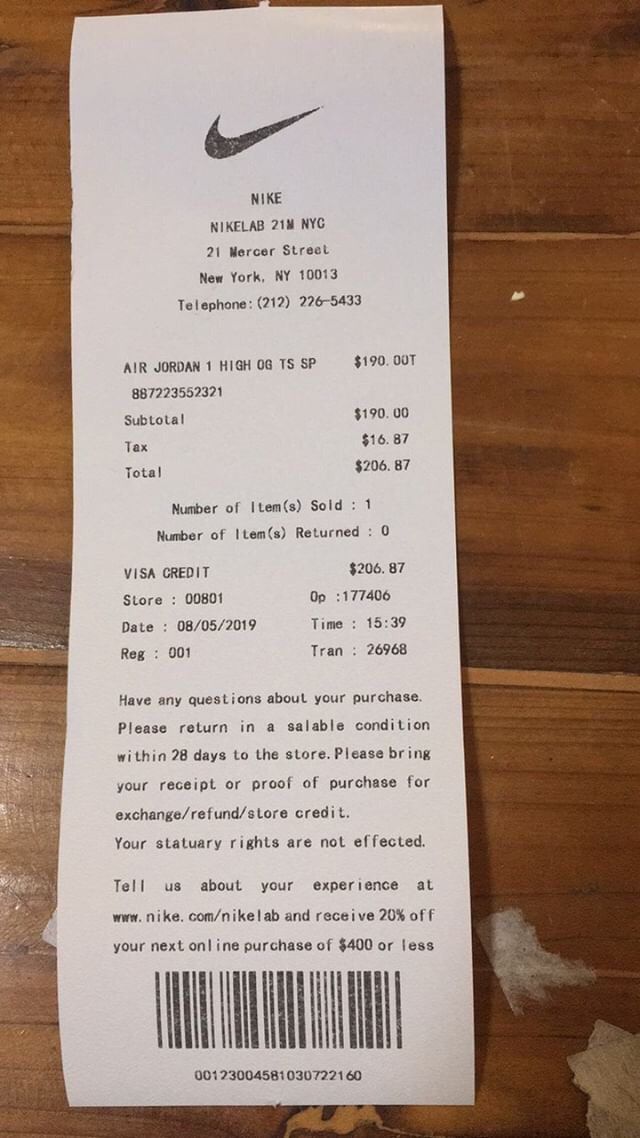 NIKE
NIKELAB 21M NYC
21 Mercer Street
New York, NY 10013
Telephone: (212) 226-5433
AIR JORDAN 1 HIGH OG TS SP $190.00T
887223552321
Subtotal $190.00
Tax $16.87
Total $206.87
Number of Item(s) Sold : 1
Number of Item(s) Returned : 0
VISA CREDIT $206.87
Store : 00801 Op :177406
Date : 08/05/2019 Time : 15:39
Reg : 001 Tran : 26968
Have any questions about your purchase.
Please return in a salable condition
within 28 days to the store. Please bring
your receipt or proof of purchase for
exchange/refund/store credit.
Your statuary rights are not effected.
Tell us about your experience at
www.nike.com/nikelab and receive 20% off
your next online purchase of $400 or less
00123004581030722160